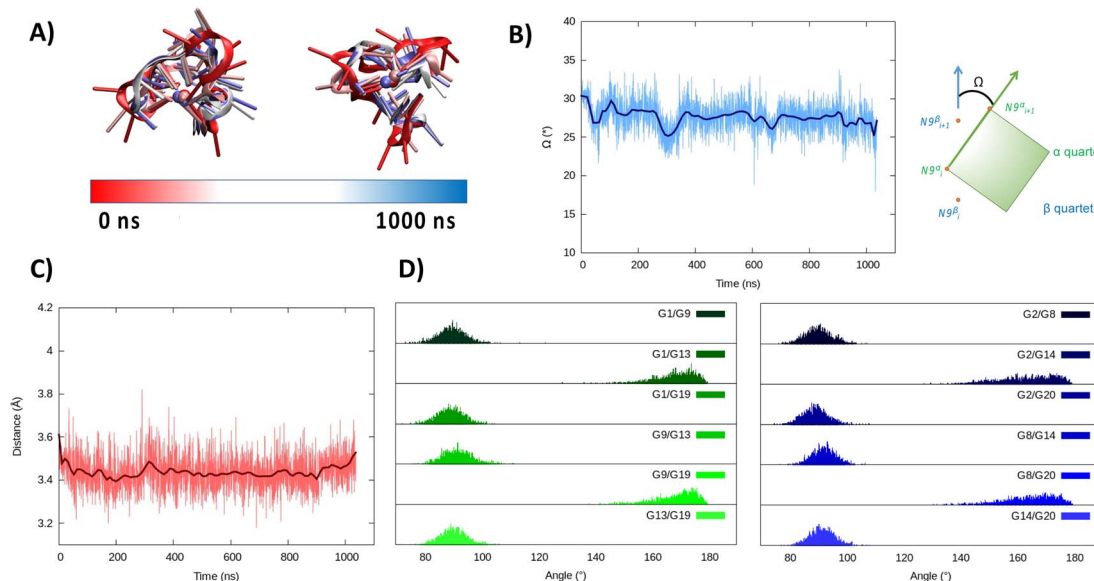 A)
0 ns
1000 ns
B)
40
35
30
25
20
15
10
Ω (°)
0
200
400
600
800
1000
Time (ns)
Ω
N9β i+1
N9α i+1
N9α i
N9β i
α quarte
β quartet
C)
4.2
4
3.8
3.6
3.4
3.2
Distance (Å)
0
200
400
600
800
1000
Time (ns)
D)
G1/G9
G1/G13
G1/G19
G9/G13
G9/G19
G13/G19
80
100
120
140
160
180
Angle (°)
G2/G8
G2/G14
G2/G20
G8/G14
G8/G20
G14/G20
80
100
120
140
160
180
Angle (°)